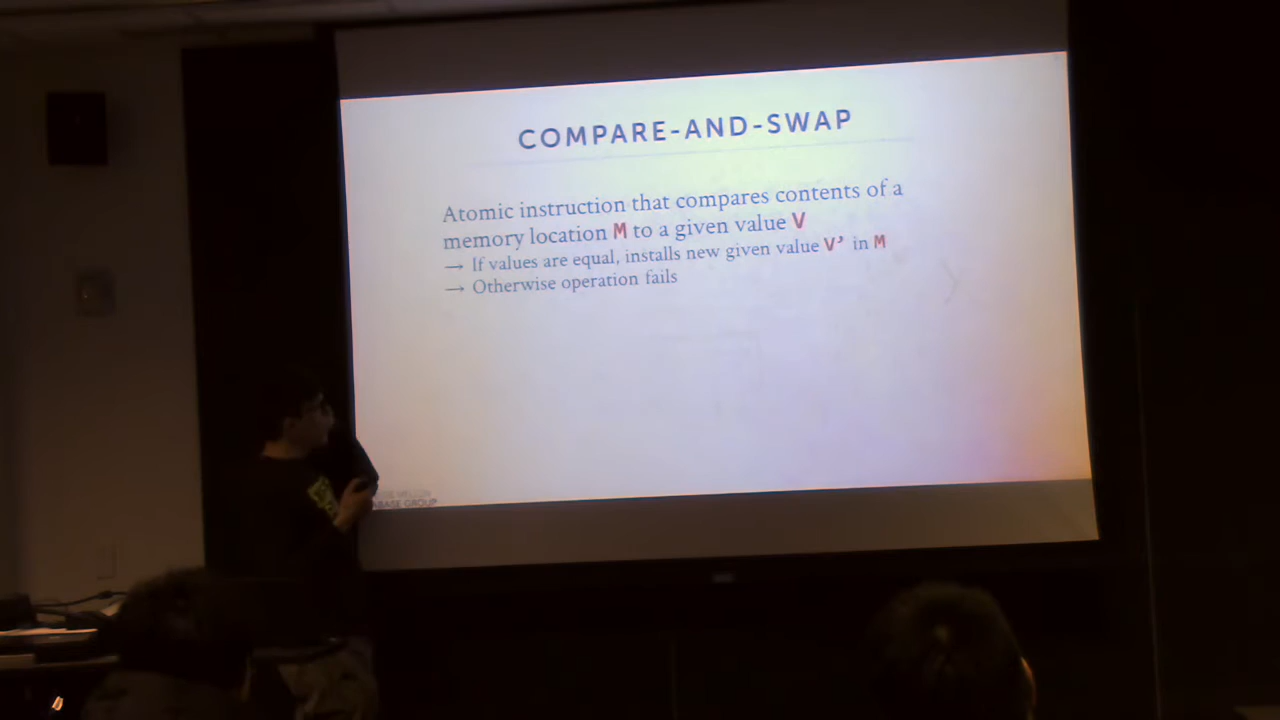 COMPARE-AND-SWAP
Atomic instruction that compares contents of a
memory location M to a given value V
→ If values are equal, installs new given value V' in M
→ Otherwise operation fails
GROUP